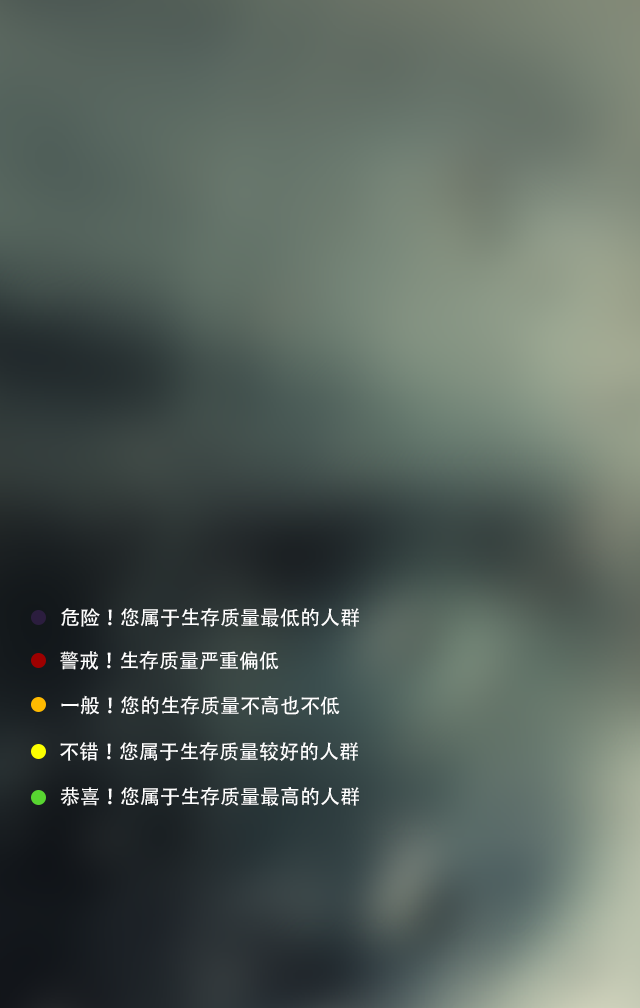 危险！您属于生存质量最低的人群
警戒！生存质量严重偏低
一般！您的生存质量不高也不低
不错！您属于生存质量较好的人群
恭喜！您属于生存质量最高的人群